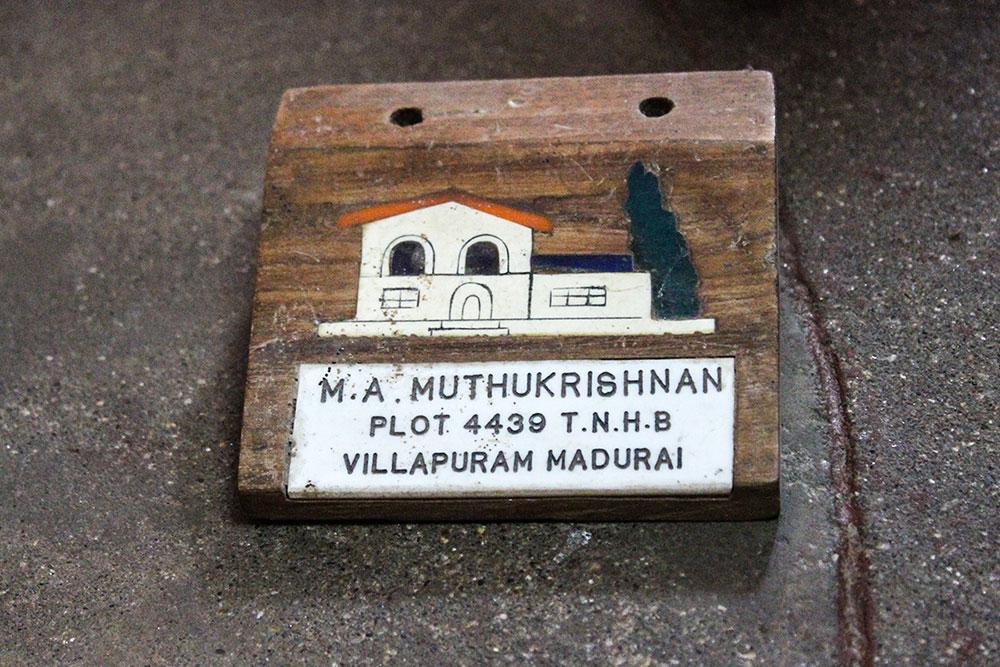 M.A. MUTHUKRISHNAN
PLOT 4439 T.N.H.B
VILLAPURAM MADURAI